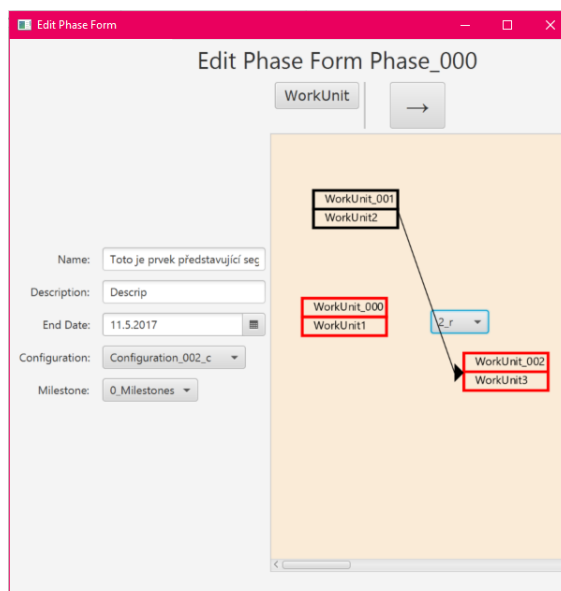 Edit Phase Form
Edit Phase Form Phase_000
WorkUnit
→
WorkUnit_001
WorkUnit2
Name: Toto je prvek představující seg
Description: Descrip
WorkUnit_000
End Date: 11.5.2017
WorkUnit1
2_r
Configuration: Configuration_002_c
WorkUnit_002
WorkUnit3
Milestone: 0_Milestones